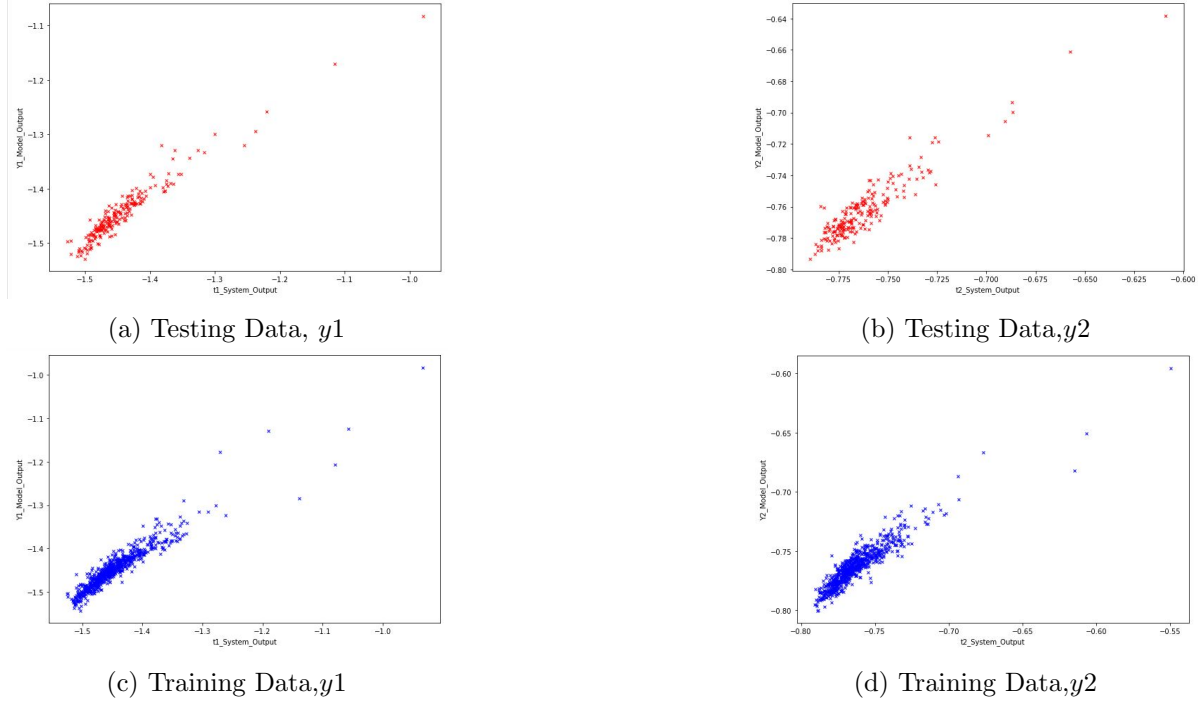 −1.1
−1.2
−1.3
−1.4
−1.5
Y1_Model_Output
−1.5 −1.4 −1.3 −1.2 −1.1 −1.0
t1_System_Output
(a) Testing Data, y1
−0.64
−0.66
−0.68
−0.70
−0.72
−0.74
−0.76
−0.78
−0.80
Y2_Model_Output
−0.775 −0.750 −0.725 −0.700 −0.675 −0.650 −0.625 −0.600
t2_System_Output
(b) Testing Data,y2
−1.0
−1.1
−1.2
−1.3
−1.4
−1.5
Y1_Model_Output
−1.5 −1.4 −1.3 −1.2 −1.1 −1.0
t1_System_Output
(c) Training Data,y1
−0.60
−0.65
−0.70
−0.75
−0.80
Y2_Model_Output
−0.80 −0.75 −0.70 −0.65 −0.60 −0.55
t2_System_Output
(d) Training Data,y2